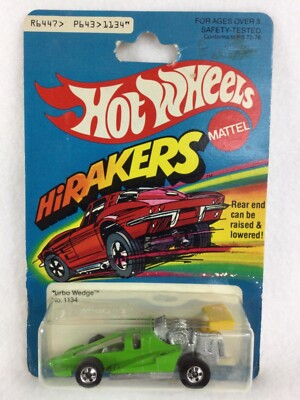 R6447> P643>1134"
FOR AGES OVER 3
SAFETY-TESTED
HOT WHEELS
MATTEL
HiRAKERS
Rear end
can be
raised &
lowered!
Turbo Wedge™
No. 1134